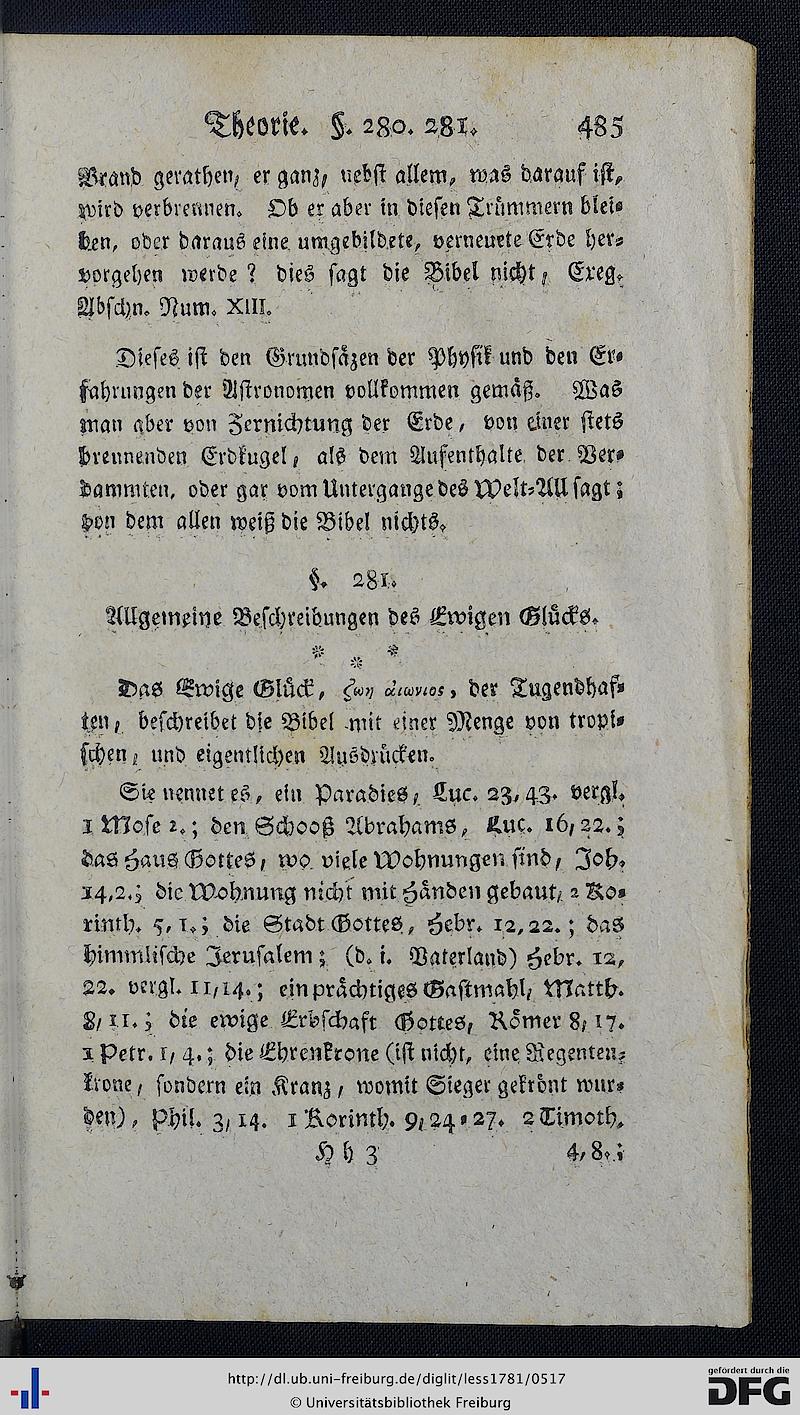 Theorie. §. 280. 281. 485
Brand gerathen, er ganz, nebst allem, was darauf ist,
wird verbrennen. Ob er aber in diesen Trümmern blei-
ben, oder daraus eine umgebildete, verneuete Erde her-
vorgehen werde? dies sagt die Bibel nicht, Exeg.
Abschn. Num. XIII.
Dieses ist den Grundsäzen der Physik und den Er-
fahrungen der Astronomen vollkommen gemäß. Was
man aber von Zernichtung der Erde, von einer stets
brennenden Erdkugel, als dem Aufenthalte der Ver-
dammten, oder gar vom Untergange des Welt-All sagt;
von dem allen weiß die Bibel nichts.
§. 281.
Allgemeine Beschreibungen des Ewigen Glücks.
* * *
Das Ewige Glück, ζωη αιωνιος, der Tugendhaf-
ten, beschreibet die Bibel mit einer Menge von tropi-
schen, und eigentlichen Ausdrücken.
Sie nennet es, ein Paradies, Luc. 23, 43. vergl.
1 Mose 2.; den Schooß Abrahams, Luc. 16, 22.;
das Haus Gottes, wo viele Wohnungen sind, Joh.
14, 2.; die Wohnung nicht mit Händen gebaut, 2 Ko-
rinth. 5, 1.; die Stadt Gottes, Hebr. 12, 22.; das
himmlische Jerusalem; (d. i. Vaterland) Hebr. 12,
22. vergl. 11, 14.; ein prächtiges Gastmahl, Matth.
8, 11.; die ewige Erbschaft Gottes, Römer 8, 17.
1 Petr. 1, 4.; die Ehrenkrone (ist nicht, eine Regenten-
krone, sondern ein Kranz, womit Sieger gekrönt wur-
den), Phil. 3, 14. 1 Korinth. 9, 24-27. 2 Timoth.
H h 3 4, 8.;
http://dl.ub.uni-freiburg.de/diglit/less1781/0517
© Universitätsbibliothek Freiburg
gefördert durch die
DFG